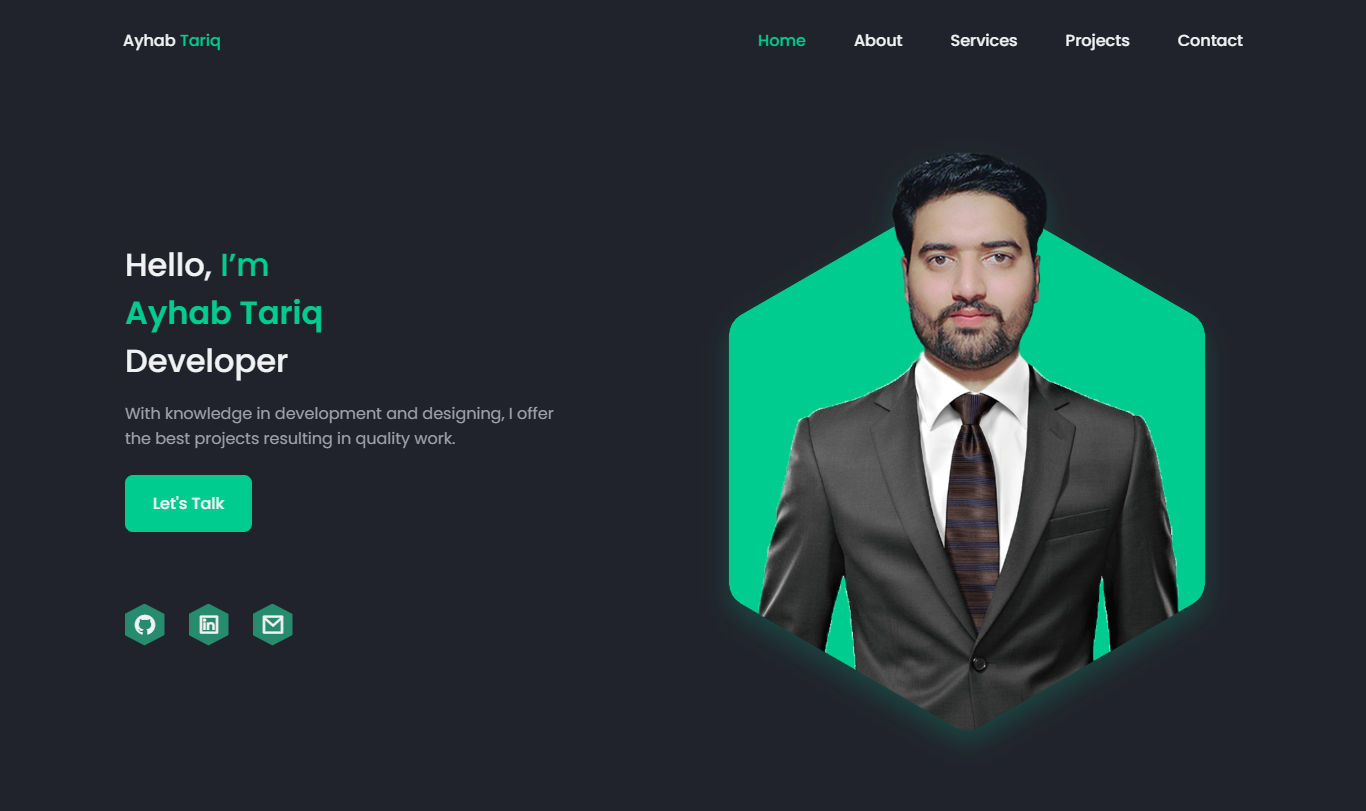 Ayhab Tariq
Home About Services Projects Contact
Hello, I’m
Ayhab Tariq
Developer
With knowledge in development and designing, I offer
the best projects resulting in quality work.
Let's Talk
in